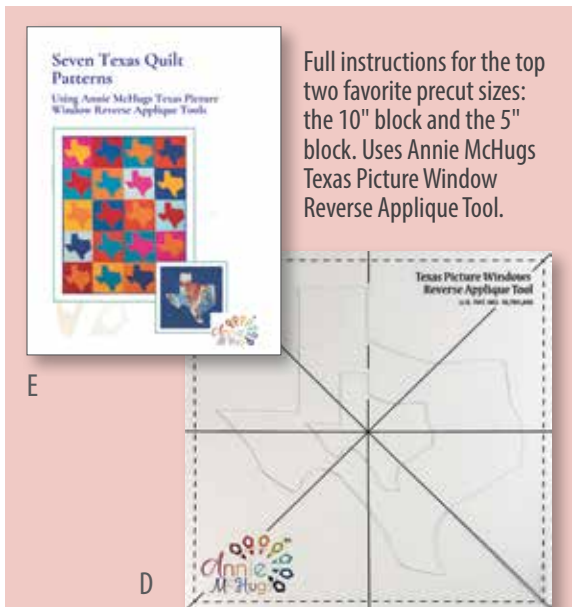 Seven Texas Quilt
Patterns
Using Annie McHugs Texas Picture
Window Reverse Applique Tools
Full instructions for the top
two favorite precut sizes:
the 10" block and the 5"
block. Uses Annie McHugs
Texas Picture Window
Reverse Applique Tool.
E
Texas Picture Windows
Reverse Applique Tool
Annie
McHugs
D